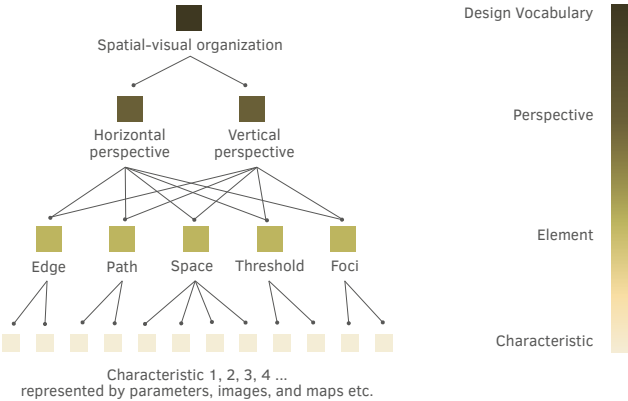 Design Vocabulary
Spatial-visual organization
Perspective
Horizontal
perspective
Vertical
perspective
Element
Edge
Path
Space
Threshold
Foci
Characteristic
Characteristic 1, 2, 3, 4 ...
represented by parameters, images, and maps etc.